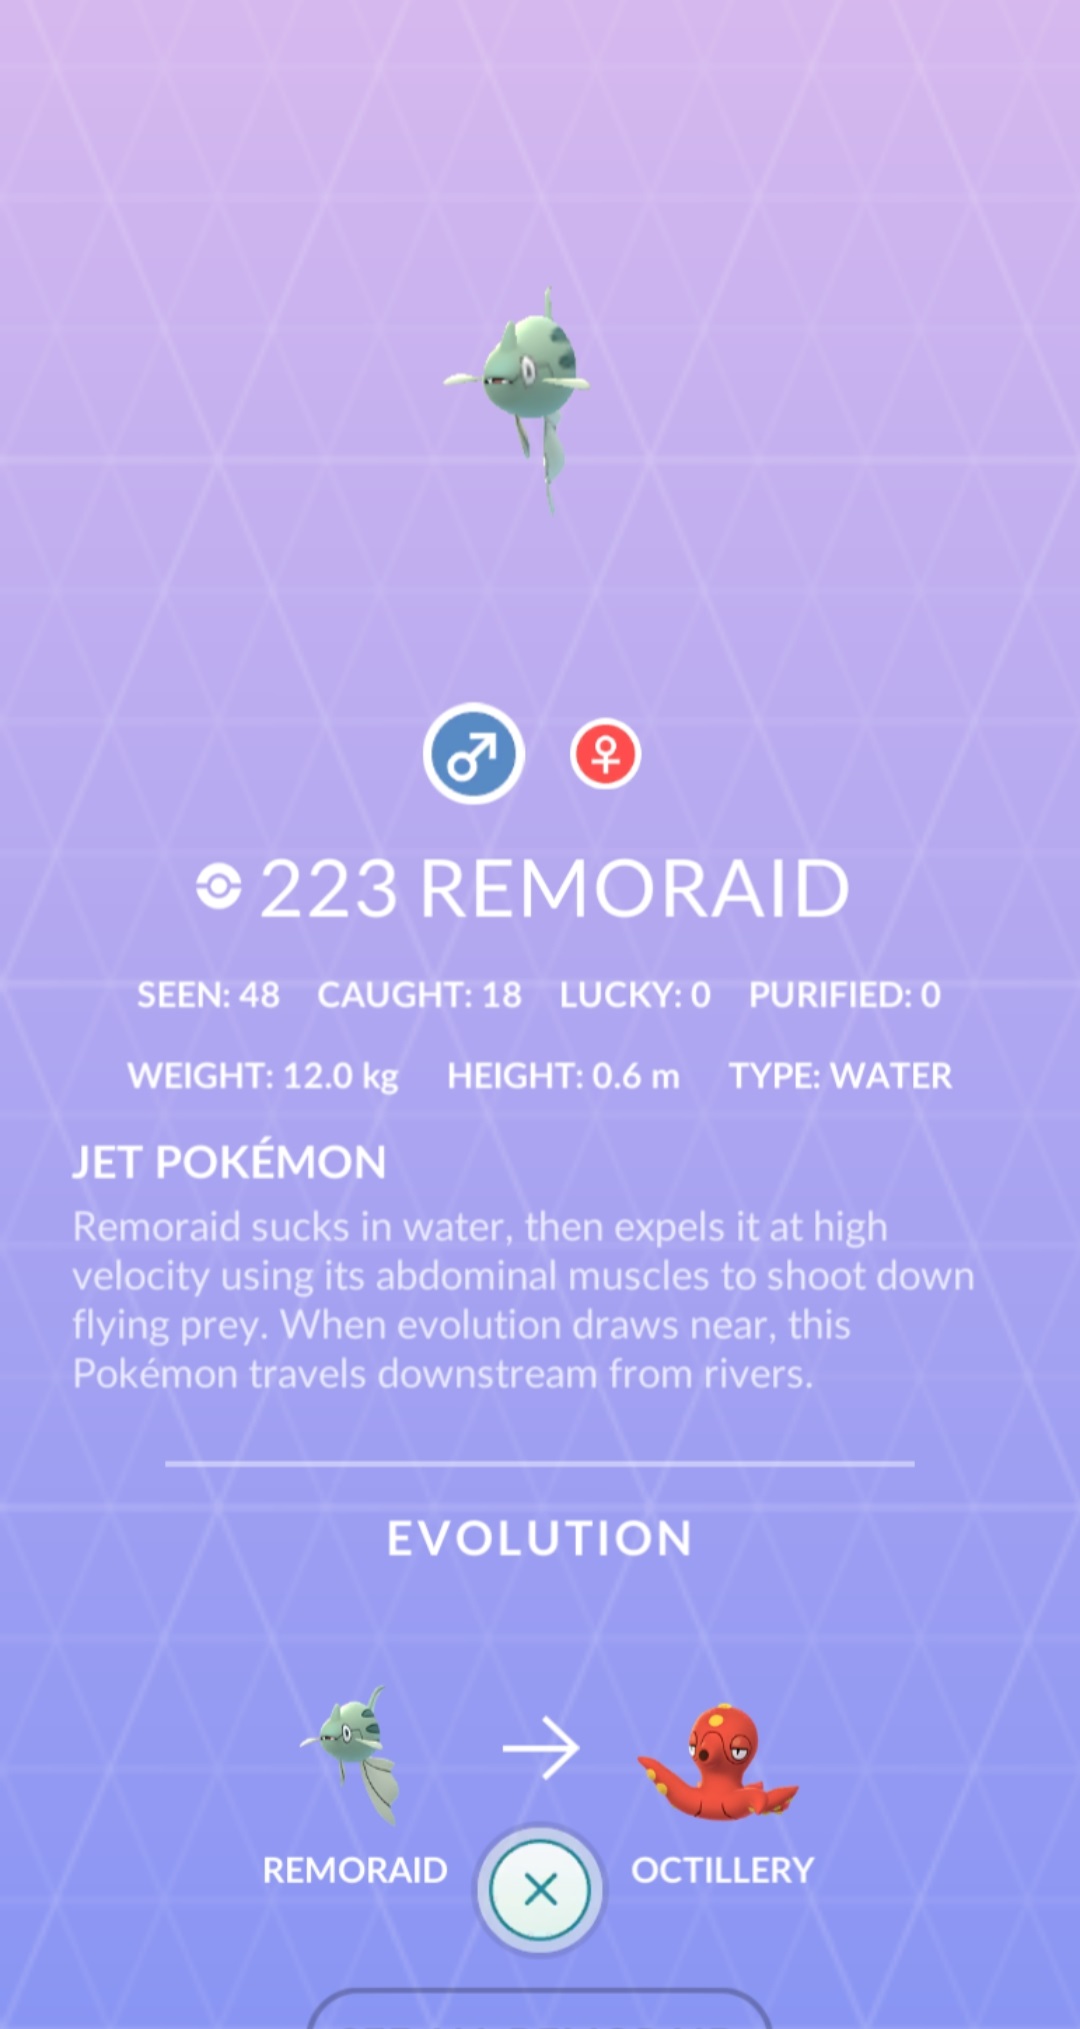 223 REMORAID
SEEN: 48 CAUGHT: 18 LUCKY: 0 PURIFIED: 0
WEIGHT: 12.0 kg HEIGHT: 0.6 m TYPE: WATER
JET POKÉMON
Remoraid sucks in water, then expels it at high
velocity using its abdominal muscles to shoot down
flying prey. When evolution draws near, this
Pokémon travels downstream from rivers.
EVOLUTION
REMORAID OCTILLERY